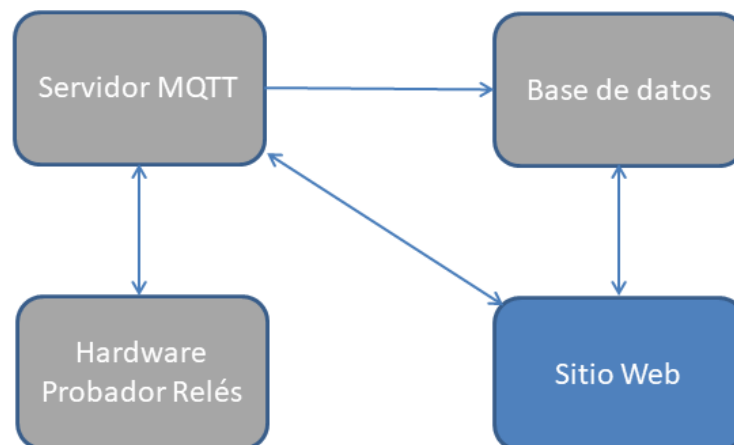 Servidor MQTT
Base de datos
Hardware
Probador Relés
Sitio Web